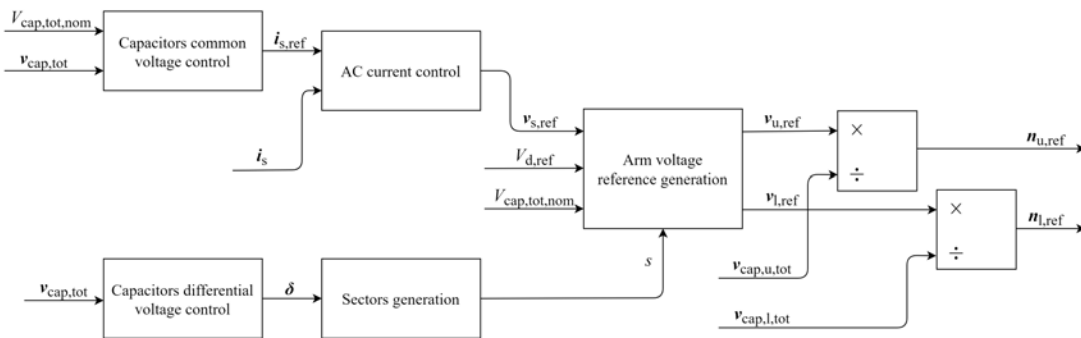 V_cap,tot,nom
v_cap,tot
Capacitors common
voltage control
i_s,ref
AC current control
i_s
v_s,ref
V_d,ref
V_cap,tot,nom
Arm voltage
reference generation
v_u,ref
v_l,ref
×
÷
n_u,ref
×
÷
n_l,ref
v_cap,u,tot
v_cap,l,tot
s
v_cap,tot
Capacitors differential
voltage control
δ
Sectors generation